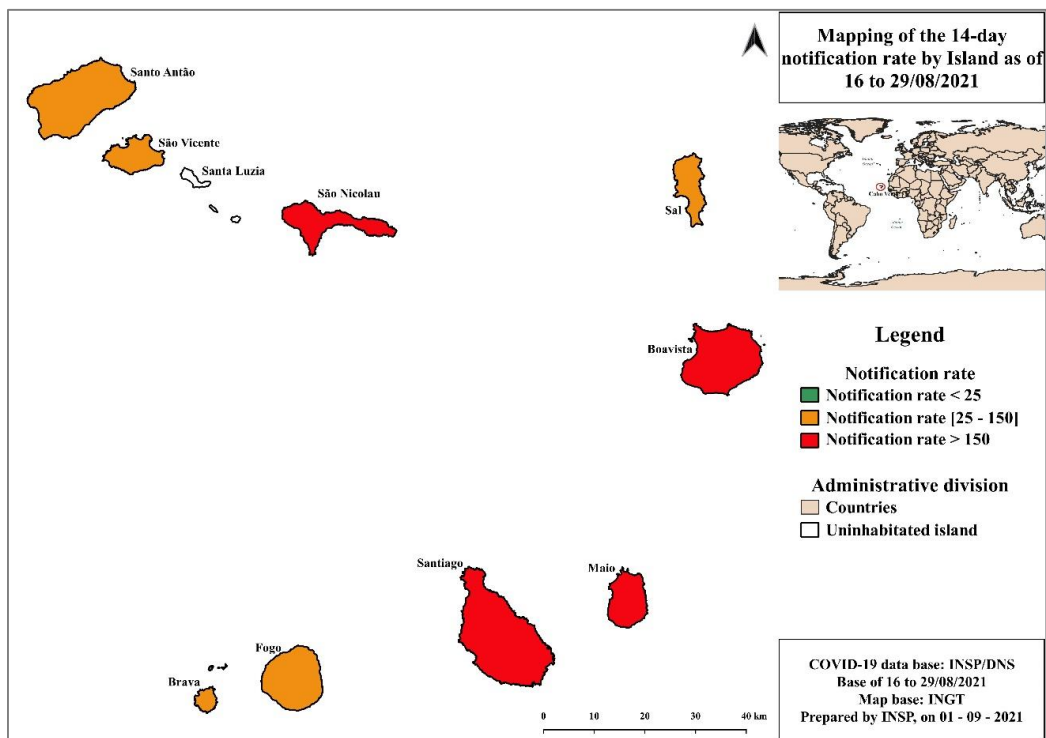 Mapping of the 14-day
notification rate by Island as of
16 to 29/08/2021
Santo Antão
São Vicente
Santa Luzia
São Nicolau
Sal
Boavista
Legend
Notification rate
Notification rate < 25
Notification rate [25 - 150]
Notification rate > 150
Administrative division
Countries
Uninhabitated island
Santiago
Maio
Fogo
Brava
0 10 20 30 40 km
COVID-19 data base: INSP/DNS
Base of 16 to 29/08/2021
Map base: INGT
Prepared by INSP, on 01 - 09 - 2021